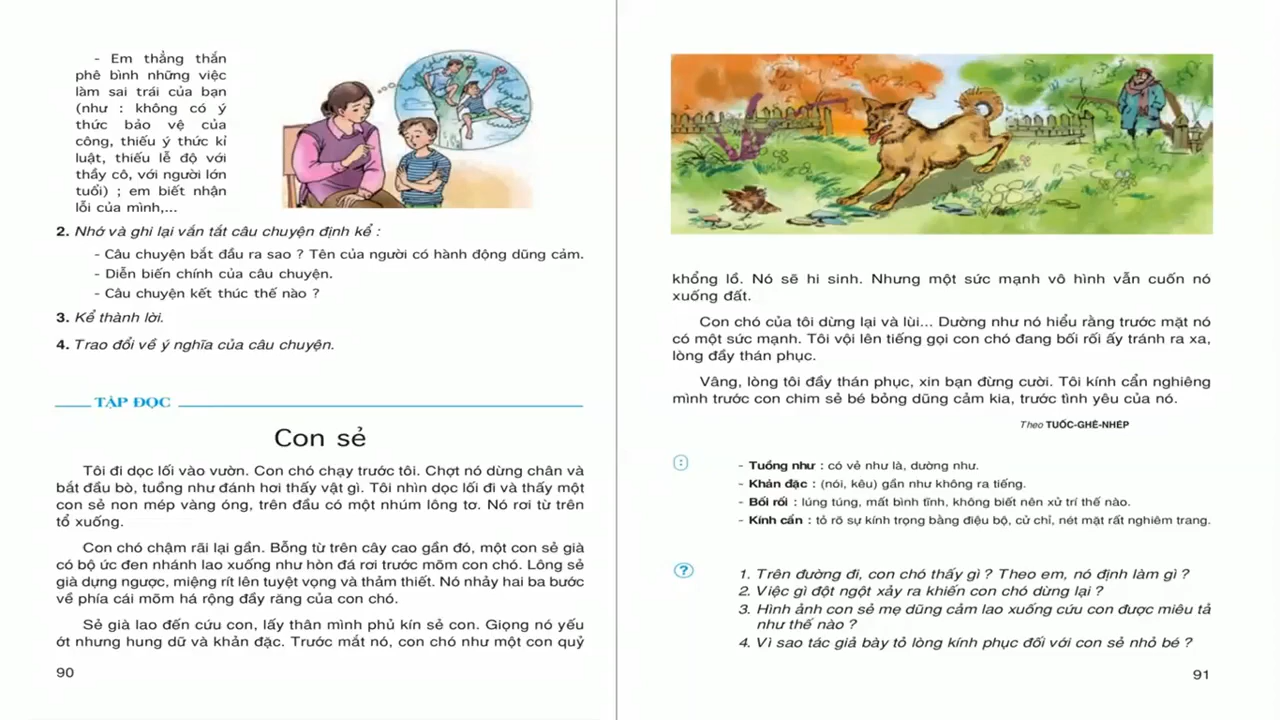 - Em thẳng thắn
phê bình những việc
làm sai trái của bạn
(như : không có ý
thức bảo vệ của
công, thiếu ý thức kỉ
luật, thiếu lễ độ với
thầy cô, với người lớn
tuổi) ; em biết nhận
lỗi của mình,...
2. Nhớ và ghi lại vắn tắt câu chuyện định kể :
- Câu chuyện bắt đầu ra sao ? Tên của người có hành động dũng cảm.
- Diễn biến chính của câu chuyện.
- Câu chuyện kết thúc thế nào ?
3. Kể thành lời.
4. Trao đổi về ý nghĩa của câu chuyện.
TẬP ĐỌC
Con sẻ
Tôi đi dọc lối vào vườn. Con chó chạy trước tôi. Chợt nó dừng chân và
bắt đầu bò, tuồng như đánh hơi thấy vật gì. Tôi nhìn dọc lối đi và thấy một
con sẻ non mép vàng óng, trên đầu có một nhúm lông tơ. Nó rơi từ trên
tổ xuống.
Con chó chậm rãi lại gần. Bỗng từ trên cây cao gần đó, một con sẻ già
có bộ ức đen nhánh lao xuống như hòn đá rơi trước mõm con chó. Lông sẻ
già dựng ngược, miệng rít lên tuyệt vọng và thảm thiết. Nó nhảy hai ba bước
về phía cái mõm há rộng đầy răng của con chó.
Sẻ già lao đến cứu con, lấy thân mình phủ kín sẻ con. Giọng nó yếu
ớt nhưng hung dữ và khản đặc. Trước mắt nó, con chó như một con quỷ
90
khổng lồ. Nó sẽ hi sinh. Nhưng một sức mạnh vô hình vẫn cuốn nó
xuống đất.
Con chó của tôi dừng lại và lùi... Dường như nó hiểu rằng trước mặt nó
có một sức mạnh. Tôi vội lên tiếng gọi con chó đang bối rối ấy tránh ra xa,
lòng đầy thán phục.
Vâng, lòng tôi đầy thán phục, xin bạn đừng cười. Tôi kính cẩn nghiêng
mình trước con chim sẻ bé bỏng dũng cảm kia, trước tình yêu của nó.
Theo TUỐC-GHÊ-NHÉP
- Tuồng như : có vẻ như là, dường như.
- Khản đặc : (nói, kêu) gần như không ra tiếng.
- Bối rối : lúng túng, mất bình tĩnh, không biết nên xử trí thế nào.
- Kính cẩn : tỏ rõ sự kính trọng bằng điệu bộ, cử chỉ, nét mặt rất nghiêm trang.
?
1. Trên đường đi, con chó thấy gì ? Theo em, nó định làm gì ?
2. Việc gì đột ngột xảy ra khiến con chó dừng lại ?
3. Hình ảnh con sẻ mẹ dũng cảm lao xuống cứu con được miêu tả
như thế nào ?
4. Vì sao tác giả bày tỏ lòng kính phục đối với con sẻ nhỏ bé ?
91